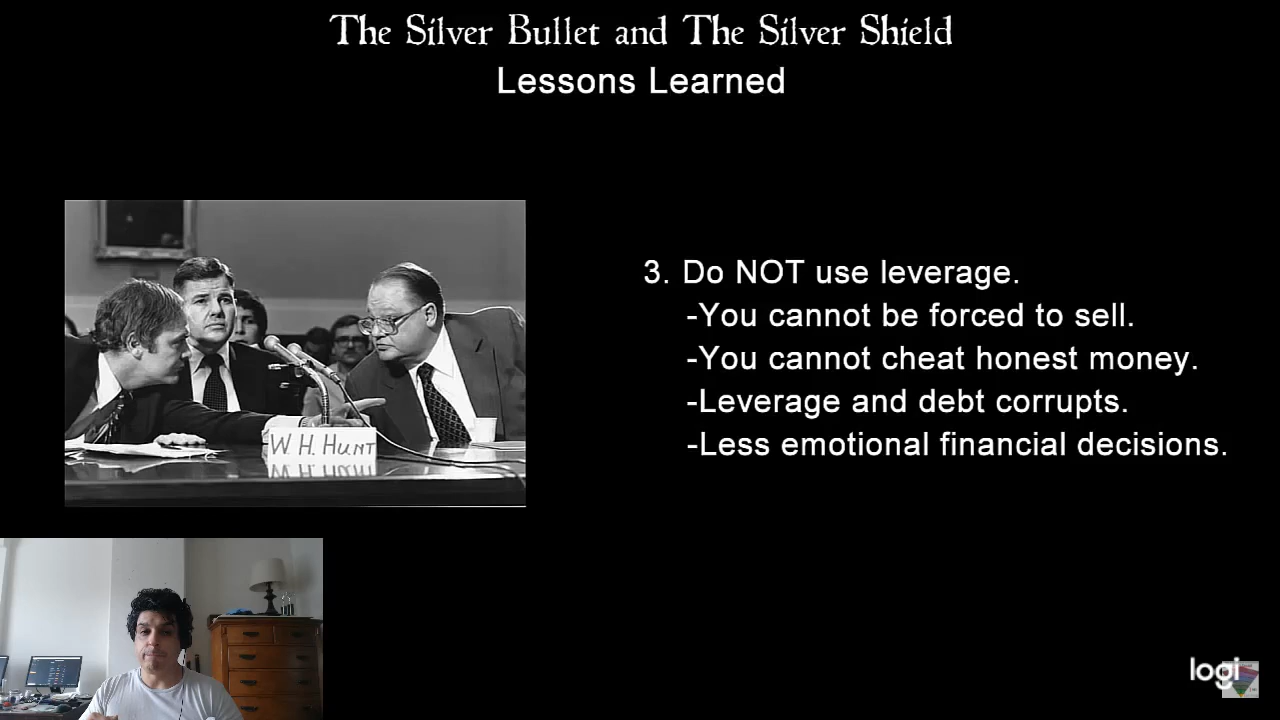 The Silver Bullet and The Silver Shield
Lessons Learned
3. Do NOT use leverage.
-You cannot be forced to sell.
-You cannot cheat honest money.
-Leverage and debt corrupts.
-Less emotional financial decisions.
W. H. HUNT
logi